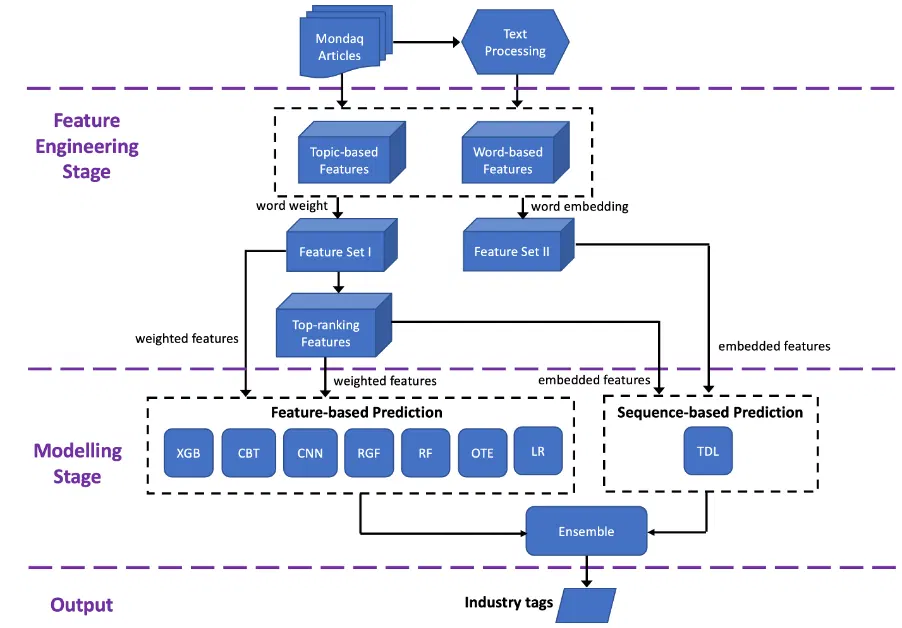 Mondaq
Articles
Text
Processing
Feature
Engineering
Stage
Topic-based
Features
Word-based
Features
word weight
word embedding
Feature Set I
Feature Set II
Top-ranking
Features
weighted features
embedded features
weighted features
embedded features
Modelling
Stage
Feature-based Prediction
XGB
CBT
CNN
RGF
RF
OTE
LR
Sequence-based Prediction
TDL
Ensemble
Output
Industry tags